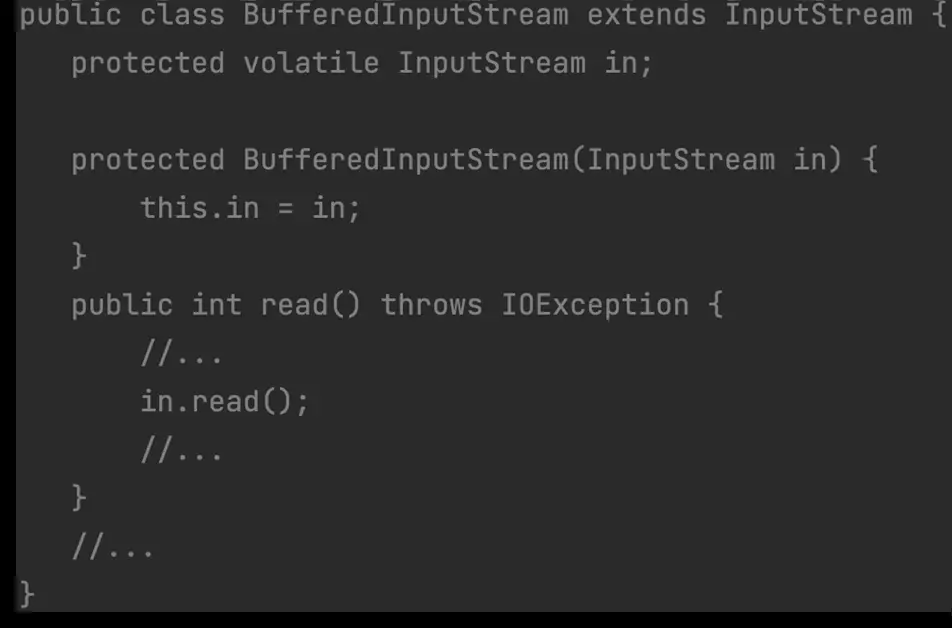 public class BufferedInputStream extends InputStream {
protected volatile InputStream in;
protected BufferedInputStream(InputStream in) {
this.in = in;
}
public int read() throws IOException {
//...
in.read();
//...
}
//...
}